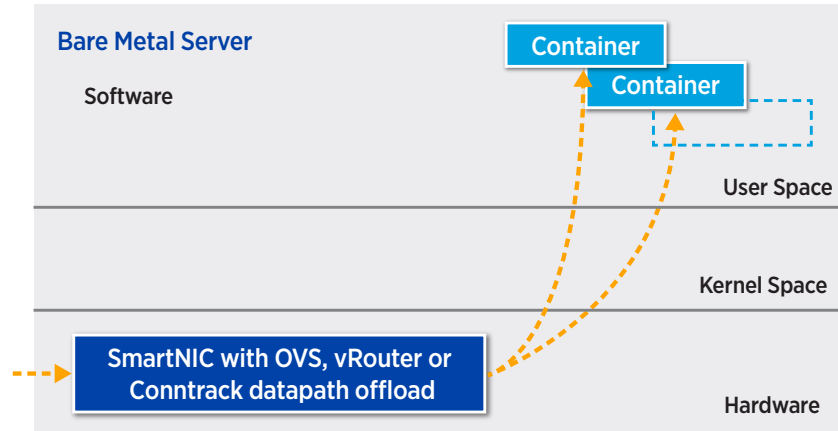 Bare Metal Server
Container
Container
Software
User Space
Kernel Space
SmartNIC with OVS, vRouter or
Conntrack datapath offload
Hardware